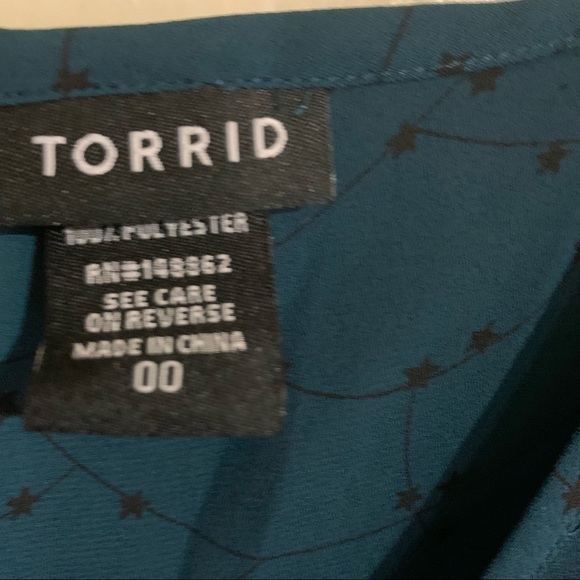 TORRID
100% POLYESTER
RN#148862
SEE CARE
ON REVERSE
MADE IN CHINA
00